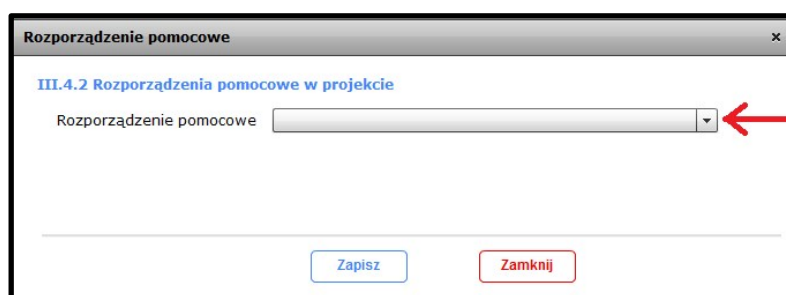 Rozporządzenie pomocowe x
III.4.2 Rozporządzenia pomocowe w projekcie
Rozporządzenie pomocowe
Zapisz Zamknij